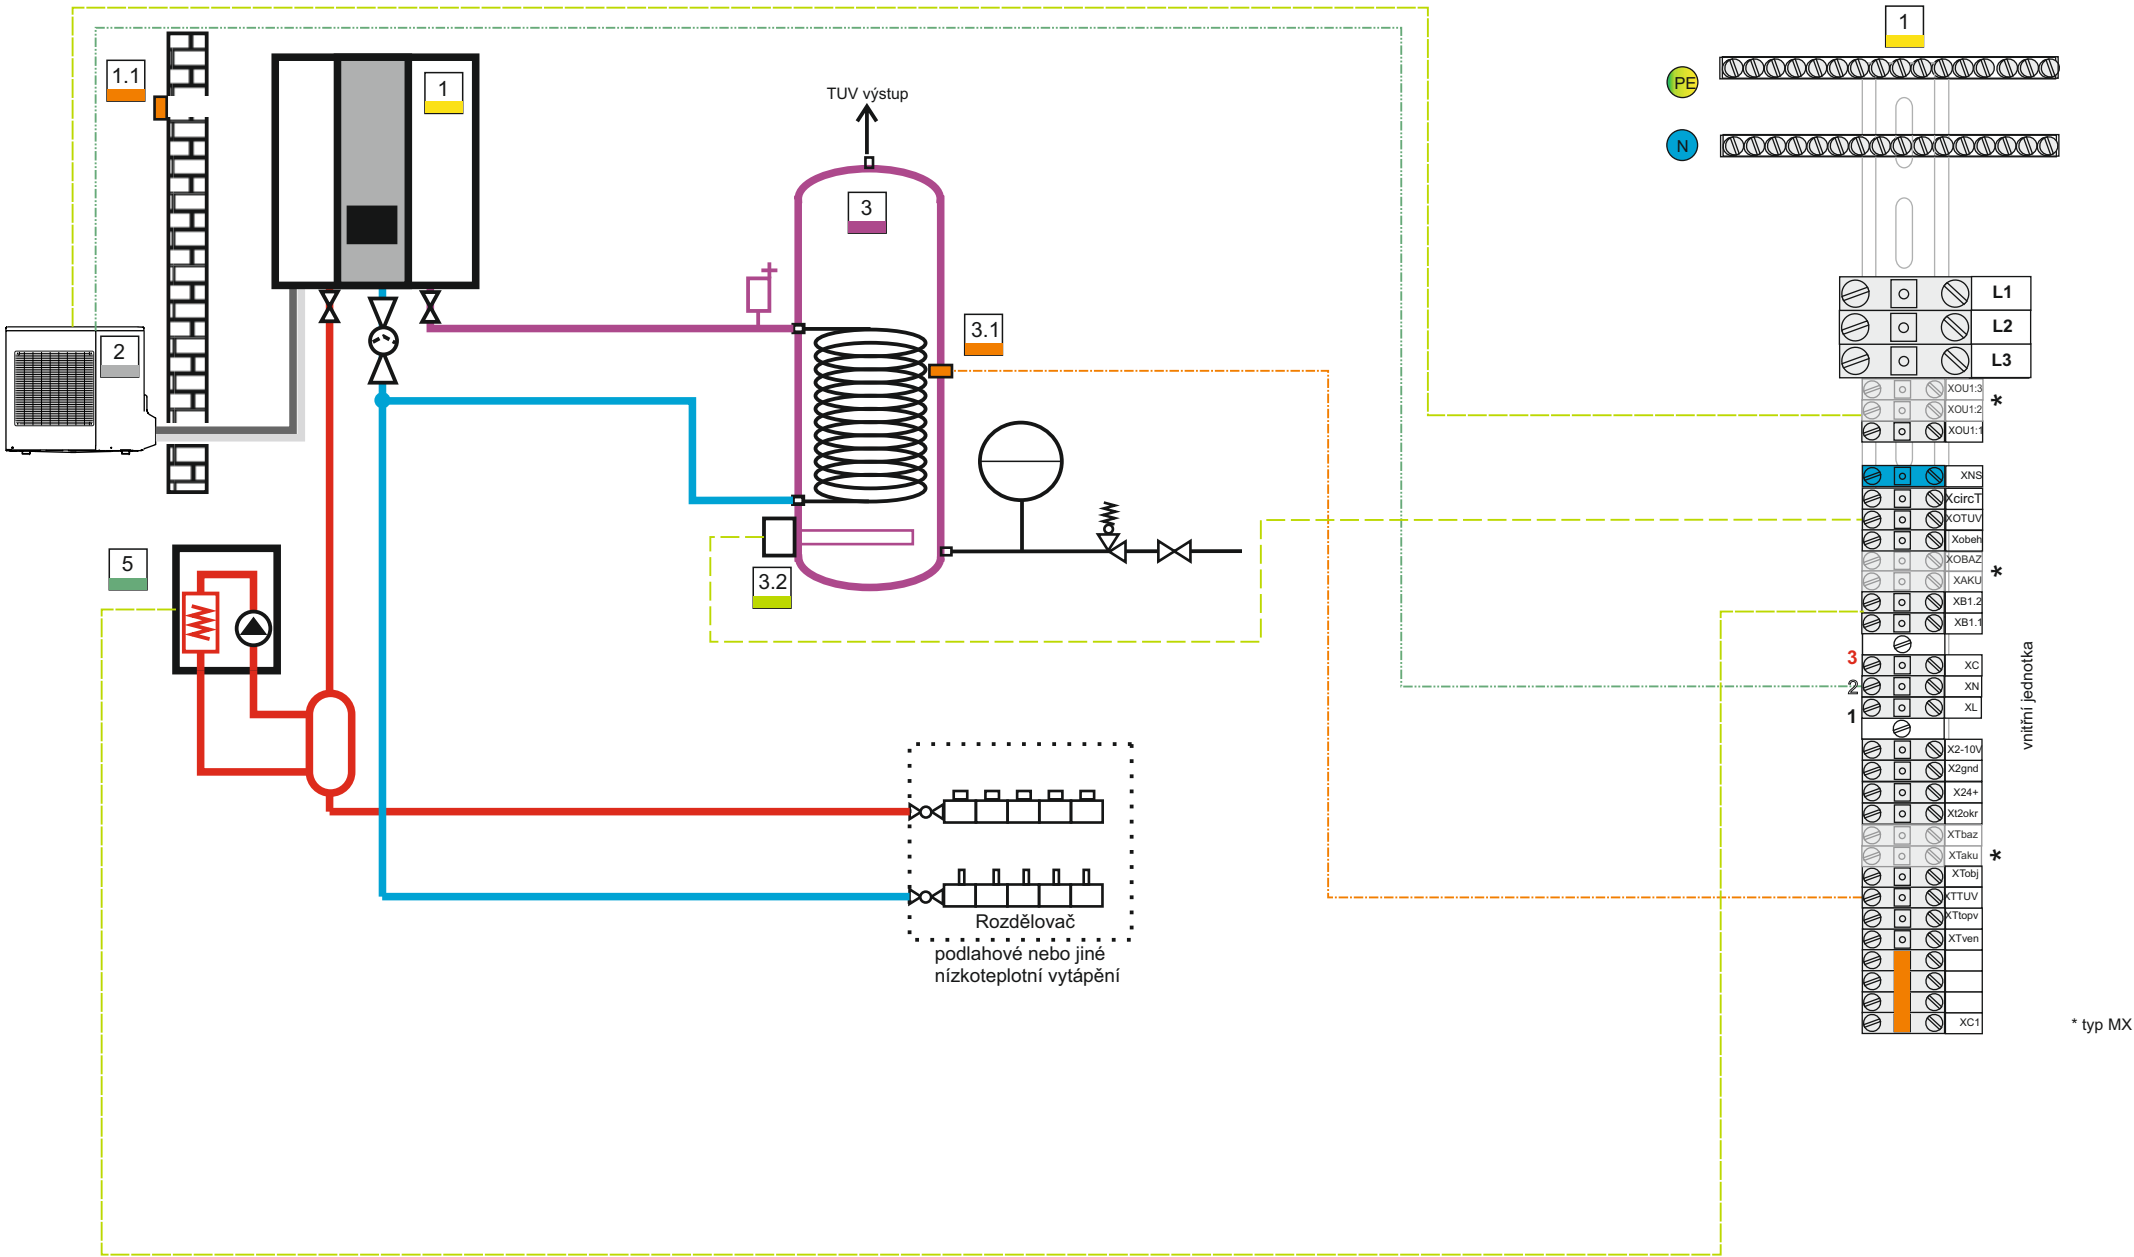 1
1.1
1
PE
TUV výstup
N
3
L1
3.1
L2
2
L3
XOU1:3
*
XOU1:2
XOU1:1
XNS
XcircT
XOTUV
Xobeh
5
XOBAZ
*
3.2
XAKU
XB1.2
XB1.1
3
XC
2
XN
1
XL
vnitřní jednotka
X2-10V
X2gnd
X24+
Xt2okr
XTbaz
XTaku
*
XTobj
XTTUV
XTtopv
Rozdělovač
XTven
podlahové nebo jiné
nízkoteplotní vytápění
XC1
* typ MX